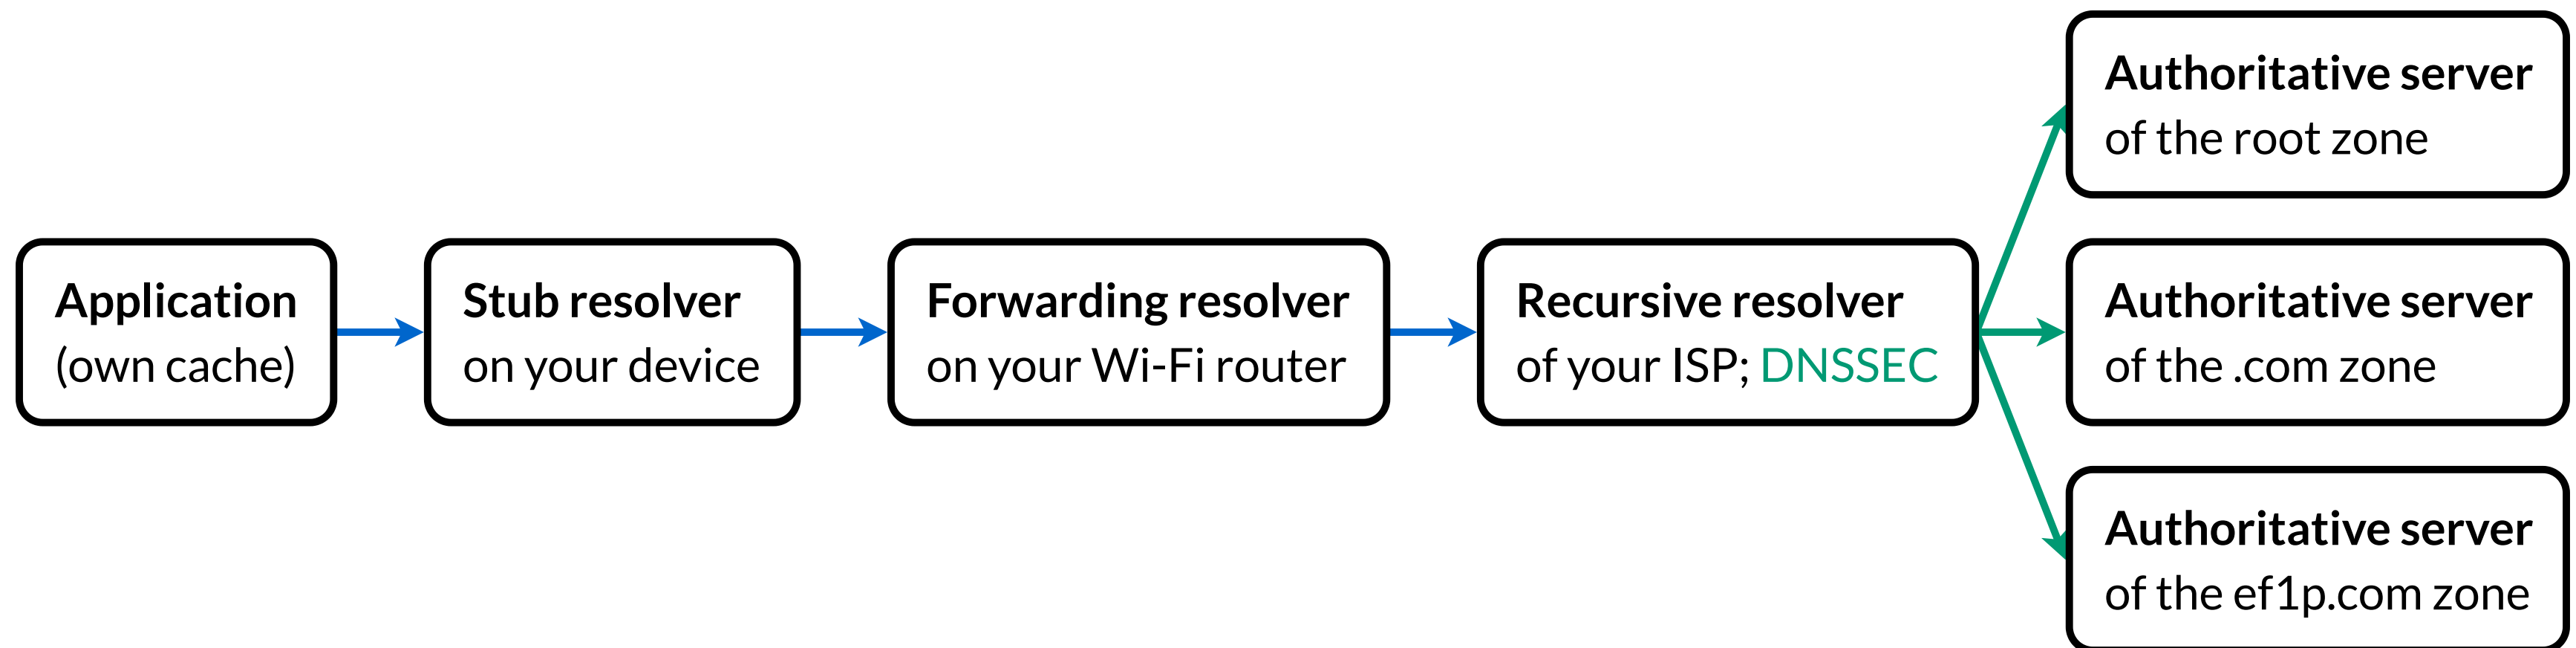 Application
(own cache)
Stub resolver
on your device
Forwarding resolver
on your Wi-Fi router
Recursive resolver
of your ISP; DNSSEC
Authoritative server
of the root zone
Authoritative server
of the .com zone
Authoritative server
of the ef1p.com zone